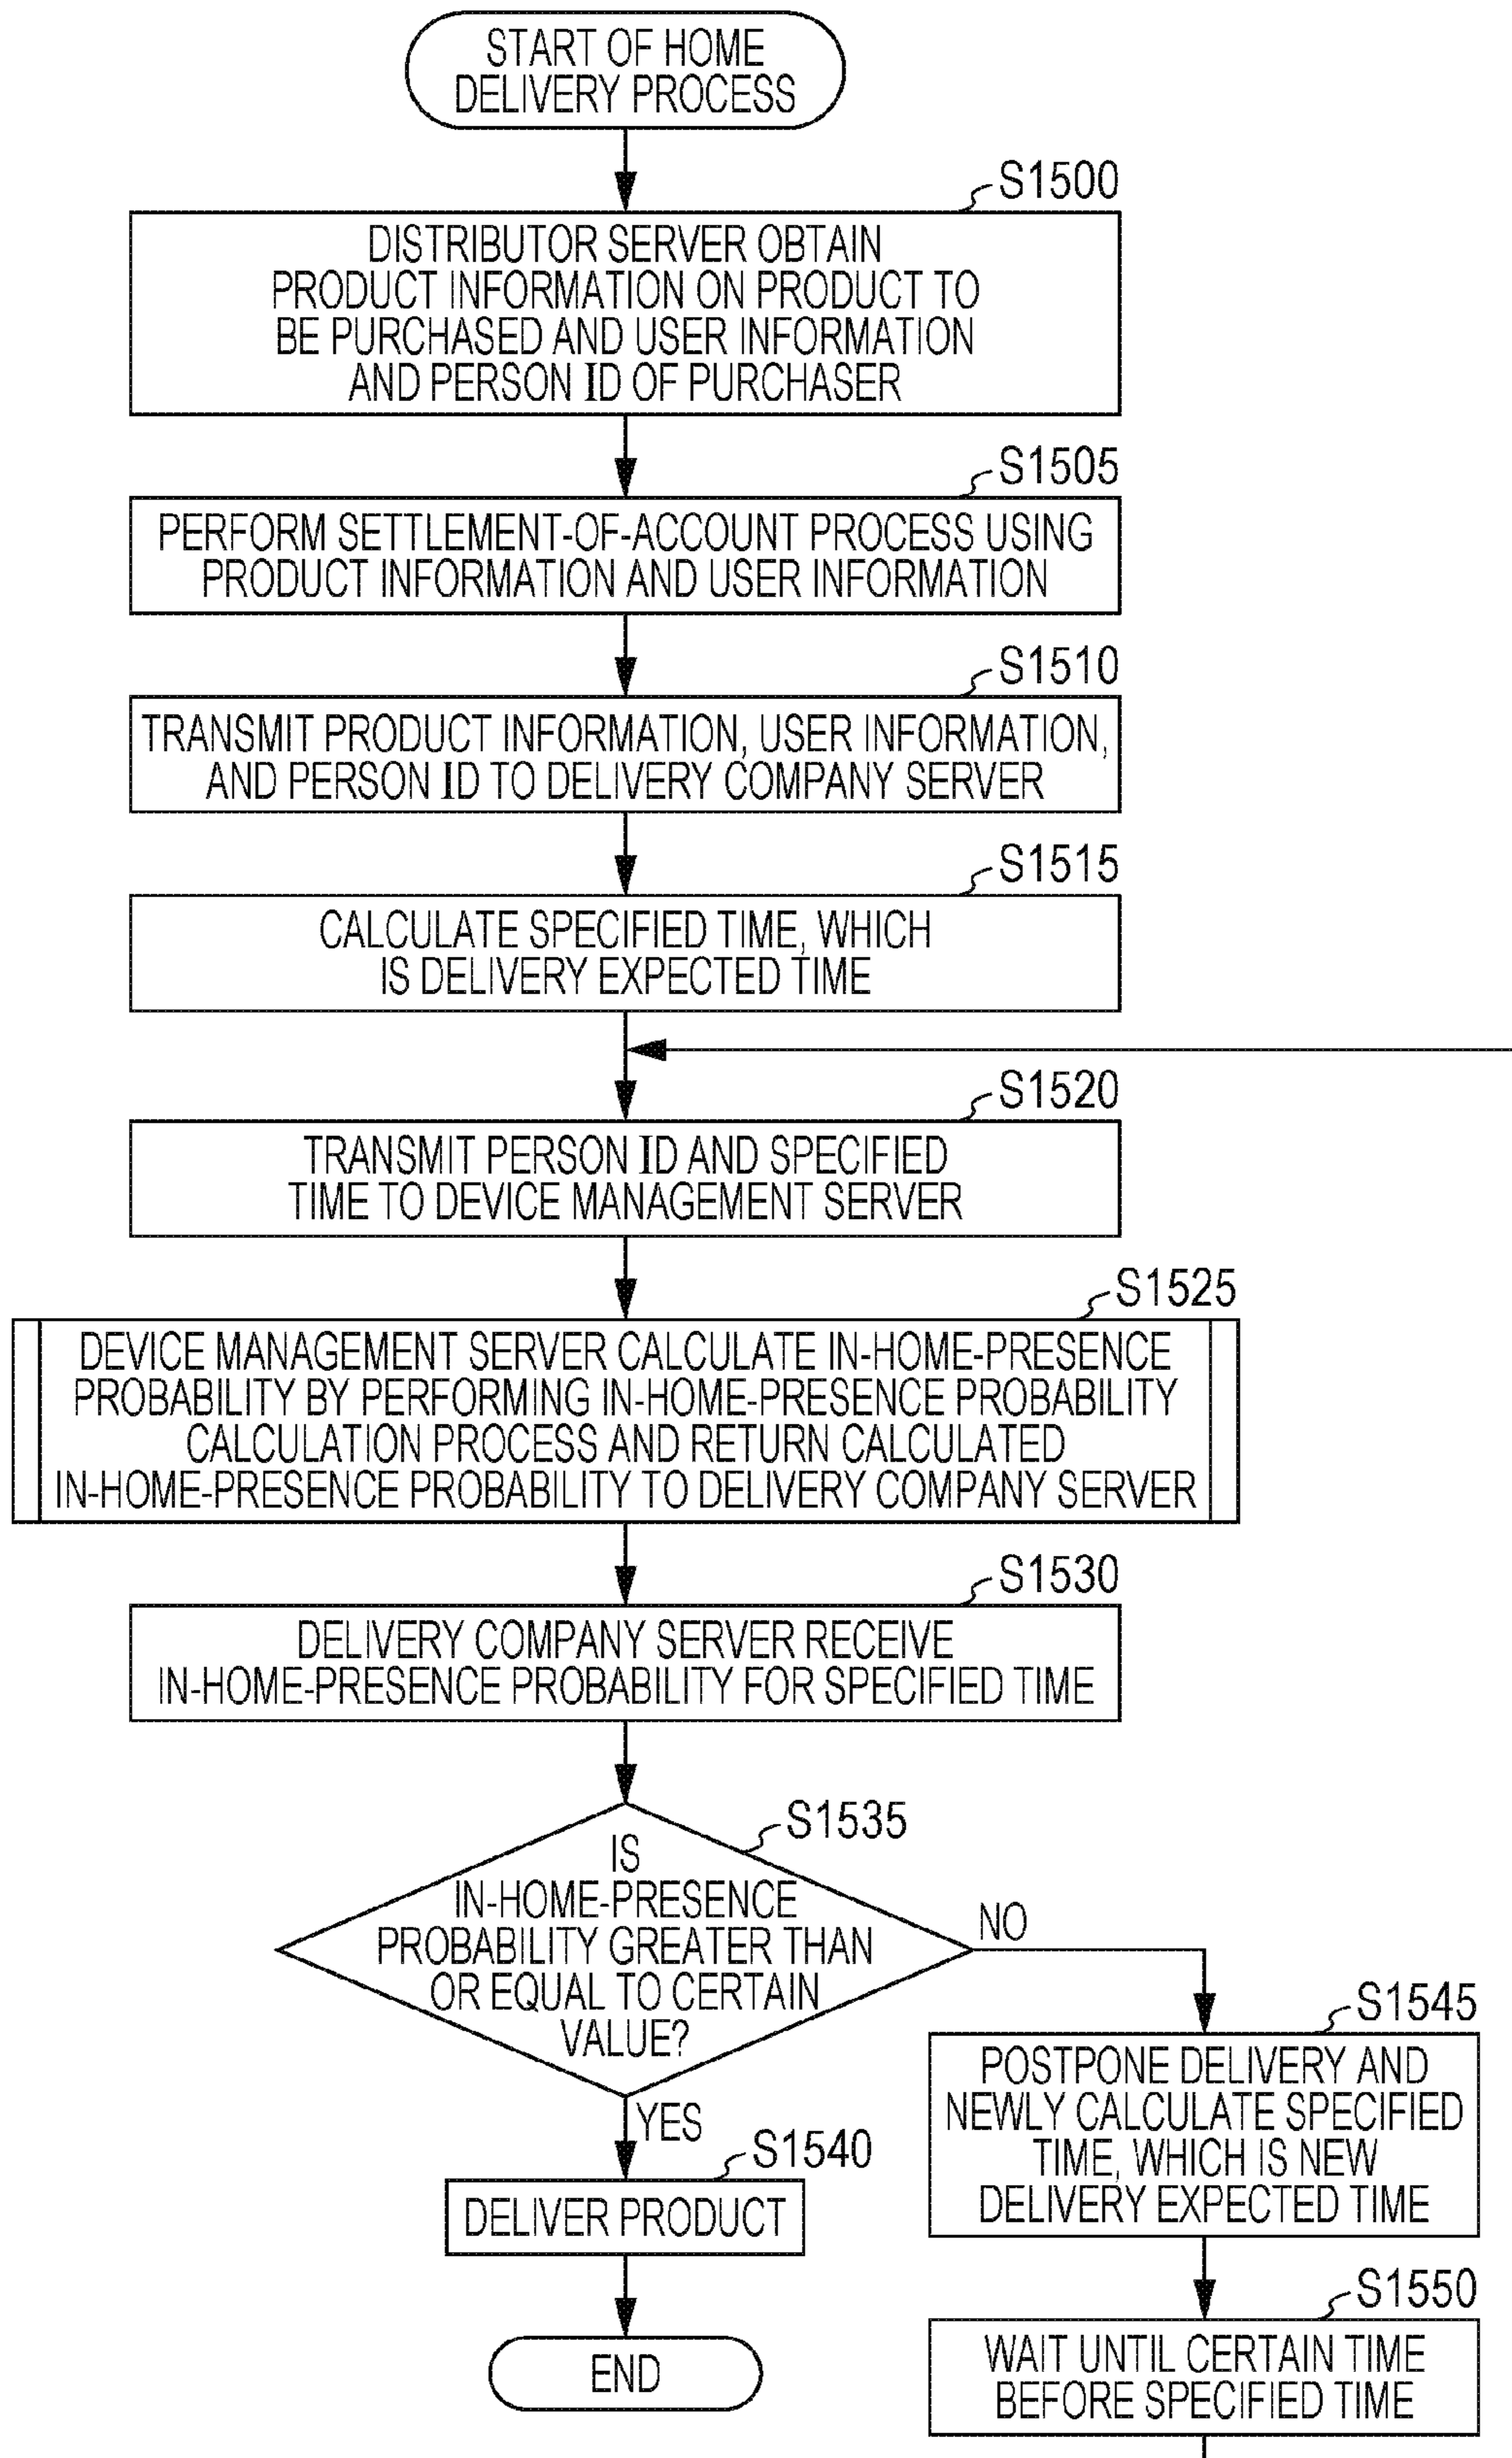 START OF HOME
DELIVERY PROCESS
S1500
DISTRIBUTOR SERVER OBTAIN
PRODUCT INFORMATION ON PRODUCT TO
BE PURCHASED AND USER INFORMATION
AND PERSON ID OF PURCHASER
S1505
PERFORM SETTLEMENT-OF-ACCOUNT PROCESS USING
PRODUCT INFORMATION AND USER INFORMATION
S1510
TRANSMIT PRODUCT INFORMATION, USER INFORMATION,
AND PERSON ID TO DELIVERY COMPANY SERVER
S1515
CALCULATE SPECIFIED TIME, WHICH
IS DELIVERY EXPECTED TIME
S1520
TRANSMIT PERSON ID AND SPECIFIED
TIME TO DEVICE MANAGEMENT SERVER
S1525
DEVICE MANAGEMENT SERVER CALCULATE IN-HOME-PRESENCE
PROBABILITY BY PERFORMING IN-HOME-PRESENCE PROBABILITY
CALCULATION PROCESS AND RETURN CALCULATED
IN-HOME-PRESENCE PROBABILITY TO DELIVERY COMPANY SERVER
S1530
DELIVERY COMPANY SERVER RECEIVE
IN-HOME-PRESENCE PROBABILITY FOR SPECIFIED TIME
S1535
IS
IN-HOME-PRESENCE
PROBABILITY GREATER THAN
OR EQUAL TO CERTAIN
VALUE?
NO
YES
S1540
DELIVER PRODUCT
END
S1545
POSTPONE DELIVERY AND
NEWLY CALCULATE SPECIFIED
TIME, WHICH IS NEW
DELIVERY EXPECTED TIME
S1550
WAIT UNTIL CERTAIN TIME
BEFORE SPECIFIED TIME